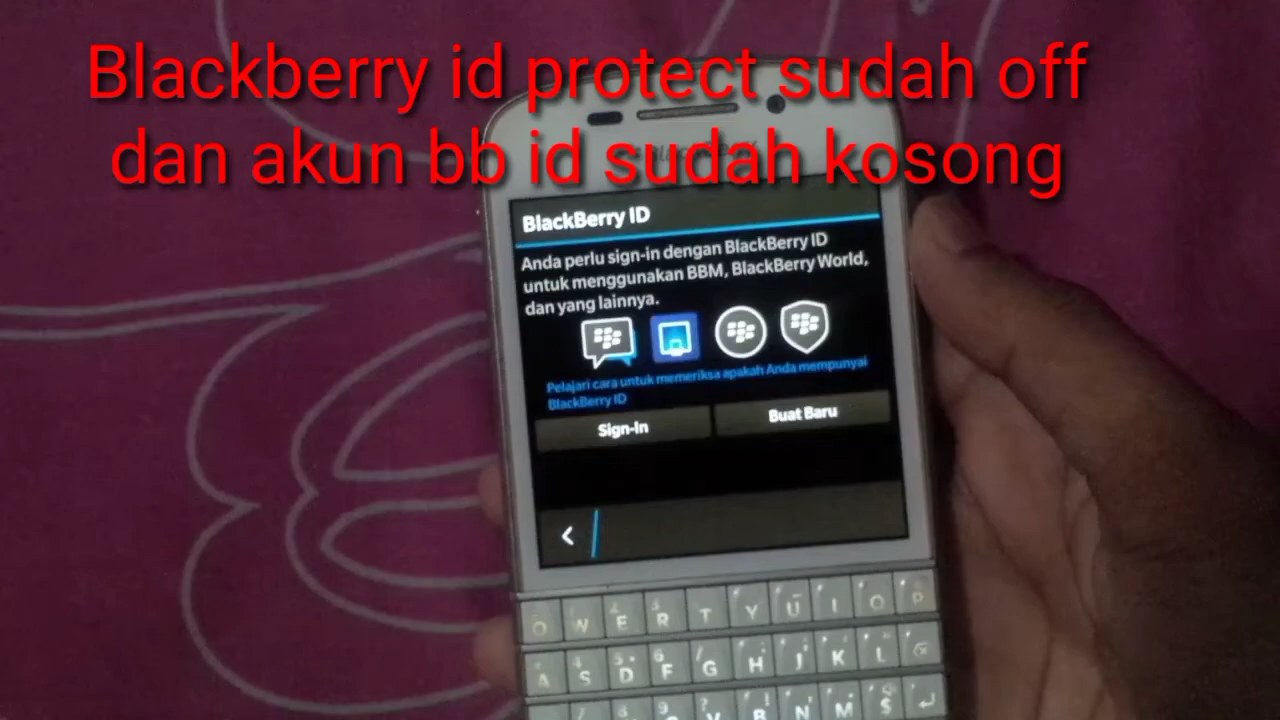 Blackberry id protect sudah off
dan akun bb id sudah kosong
BlackBerry ID
Anda perlu sign-in dengan BlackBerry ID
untuk menggunakan BBM, BlackBerry World,
dan yang lainnya.
Pelajari cara untuk memeriksa apakah Anda mempunyai
BlackBerry ID
Sign-In
Buat Baru
W E R T Y U I O P
A S D F G H J K L
V B N M $